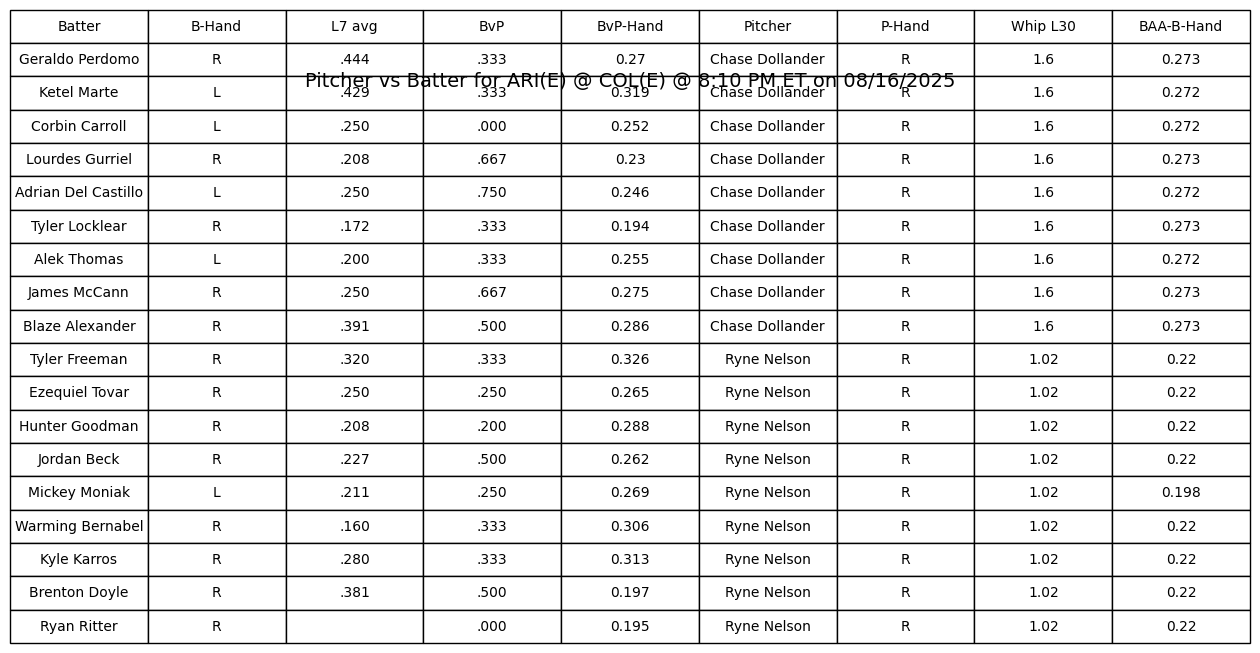 Batter B-Hand L7 avg BvP BvP-Hand Pitcher P-Hand Whip L30 BAA-B-Hand
Geraldo Perdomo R .444 .333 0.27 Chase Dollander R 1.6 0.273
Pitcher vs Batter for ARI(E) @ COL(E) @ 8:10 PM ET on 08/16/2025
Ketel Marte L .429 .333 0.319 Chase Dollander R 1.6 0.272
Corbin Carroll L .250 .000 0.252 Chase Dollander R 1.6 0.272
Lourdes Gurriel R .208 .667 0.23 Chase Dollander R 1.6 0.273
Adrian Del Castillo L .250 .750 0.246 Chase Dollander R 1.6 0.272
Tyler Locklear R .172 .333 0.194 Chase Dollander R 1.6 0.273
Alek Thomas L .200 .333 0.255 Chase Dollander R 1.6 0.272
James McCann R .250 .667 0.275 Chase Dollander R 1.6 0.273
Blaze Alexander R .391 .500 0.286 Chase Dollander R 1.6 0.273
Tyler Freeman R .320 .333 0.326 Ryne Nelson R 1.02 0.22
Ezequiel Tovar R .250 .250 0.265 Ryne Nelson R 1.02 0.22
Hunter Goodman R .208 .200 0.288 Ryne Nelson R 1.02 0.22
Jordan Beck R .227 .500 0.262 Ryne Nelson R 1.02 0.22
Mickey Moniak L .211 .250 0.269 Ryne Nelson R 1.02 0.198
Warming Bernabel R .160 .333 0.306 Ryne Nelson R 1.02 0.22
Kyle Karros R .280 .333 0.313 Ryne Nelson R 1.02 0.22
Brenton Doyle R .381 .500 0.197 Ryne Nelson R 1.02 0.22
Ryan Ritter R .000 0.195 Ryne Nelson R 1.02 0.22